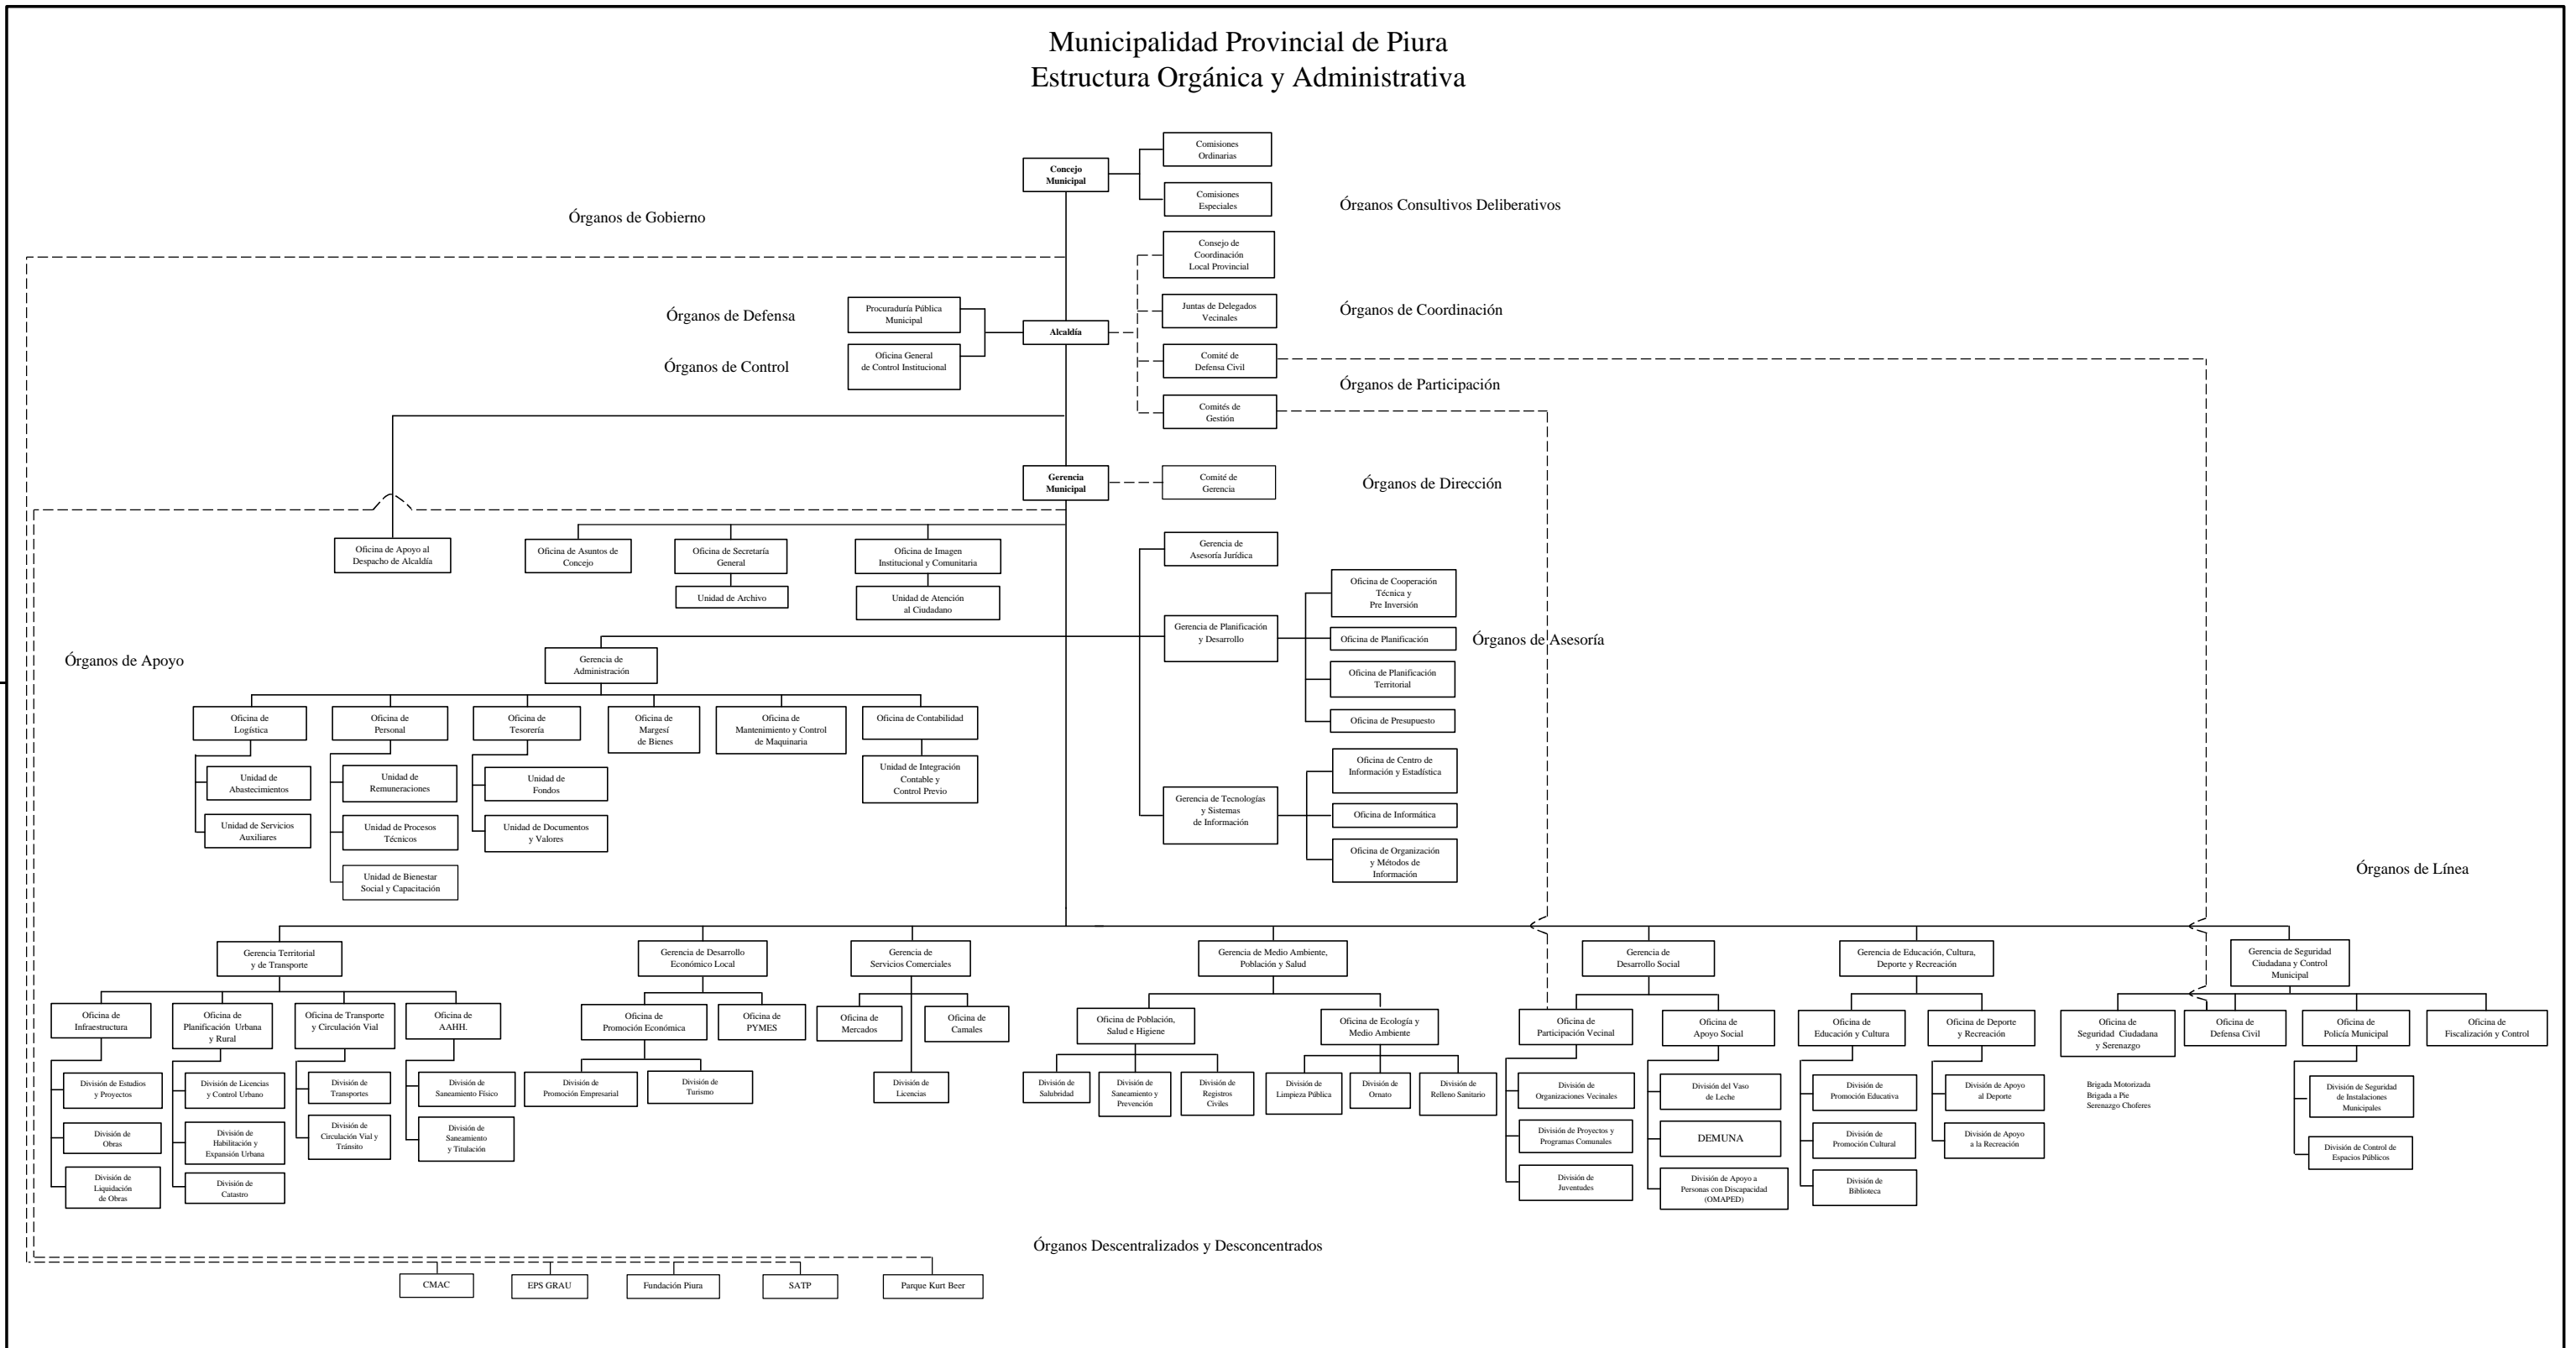 Municipalidad Provincial de Piura
Estructura Orgánica y Administrativa
Comisiones
Ordinarias
Concejo
Municipal
Comisiones
Especiales
Órganos Consultivos Deliberativos
Órganos de Gobierno
Consejo de
Coordinación
Local Provincial
Órganos de Defensa
Procuraduría Pública
Municipal
Juntas de Delegados
Vecinales
Órganos de Coordinación
Alcaldía
Órganos de Control
Oficina General
de Control Institucional
Comité de
Defensa Civil
Órganos de Participación
Comités de
Gestión
Gerencia
Municipal
Comité de
Gerencia
Órganos de Dirección
Oficina de Apoyo al
Despacho de Alcaldía
Oficina de Asuntos de
Concejo
Oficina de Secretaría
General
Oficina de Imagen
Institucional y Comunitaria
Unidad de Archivo
Unidad de Atención
al Ciudadano
Gerencia de
Asesoría Jurídica
Oficina de Cooperación
Técnica y
Pre Inversión
Gerencia de Planificación
y Desarrollo
Oficina de Planificación
Órganos de Asesoría
Oficina de Planificación
Territorial
Oficina de Presupuesto
Órganos de Apoyo
Gerencia de
Administración
Oficina de
Logística
Oficina de
Personal
Oficina de
Tesorería
Oficina de
Margesí
de Bienes
Oficina de
Mantenimiento y Control
de Maquinaria
Oficina de Contabilidad
Unidad de
Abastecimientos
Unidad de
Remuneraciones
Unidad de
Fondos
Unidad de Integración
Contable y
Control Previo
Unidad de Servicios
Auxiliares
Unidad de Procesos
Técnicos
Unidad de Documentos
y Valores
Unidad de Bienestar
Social y Capacitación
Oficina de Centro de
Información y Estadística
Gerencia de Tecnologías
y Sistemas
de Información
Oficina de Informática
Oficina de Organización
y Métodos de
Información
Órganos de Línea
Gerencia Territorial
y de Transporte
Gerencia de Desarrollo
Económico Local
Gerencia de
Servicios Comerciales
Gerencia de Medio Ambiente,
Población y Salud
Gerencia de
Desarrollo Social
Gerencia de Educación, Cultura,
Deporte y Recreación
Gerencia de Seguridad
Ciudadana y Control
Municipal
Oficina de
Infraestructura
Oficina de
Planificación Urbana
y Rural
Oficina de Transporte
y Circulación Vial
Oficina de
AAHH.
Oficina de
Promoción Económica
Oficina de
PYMES
Oficina de
Mercados
Oficina de
Camales
Oficina de Población,
Salud e Higiene
Oficina de Ecología y
Medio Ambiente
Oficina de
Participación Vecinal
Oficina de
Apoyo Social
Oficina de
Educación y Cultura
Oficina de Deporte
y Recreación
Oficina de
Seguridad Ciudadana
y Serenazgo
Oficina de
Defensa Civil
Oficina de
Policía Municipal
Oficina de
Fiscalización y Control
División de Estudios
y Proyectos
División de Licencias
y Control Urbano
División de
Transportes
División de
Saneamiento Físico
División de
Promoción Empresarial
División de
Turismo
División de
Licencias
División de
Salubridad
División de
Saneamiento y
Prevención
División de
Registros
Civiles
División de
Limpieza Pública
División de
Ornato
División de
Relleno Sanitario
División de
Organizaciones Vecinales
División del Vaso
de Leche
División de
Promoción Educativa
División de Apoyo
al Deporte
Brigada Motorizada
Brigada a Pie
Serenazgo Choferes
División de Seguridad
de Instalaciones
Municipales
División de
Obras
División de
Habilitación y
Expansión Urbana
División de
Circulación Vial y
Tránsito
División de
Saneamiento
y Titulación
División de Proyectos y
Programas Comunales
DEMUNA
División de
Promoción Cultural
División de Apoyo
a la Recreación
División de Control de
Espacios Públicos
División de
Liquidación
de Obras
División de
Catastro
División de
Juventudes
División de Apoyo a
Personas con Discapacidad
(OMAPED)
División de
Biblioteca
Órganos Descentralizados y Desconcentrados
CMAC
EPS GRAU
Fundación Piura
SATP
Parque Kurt Beer